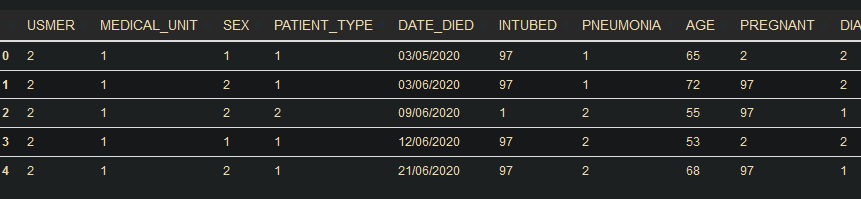 USMER MEDICAL_UNIT SEX PATIENT_TYPE DATE_DIED INTUBED PNEUMONIA AGE PREGNANT DIA
0 2 1 1 1 03/05/2020 97 1 65 2 2
1 2 1 2 1 03/06/2020 97 1 72 97 2
2 2 1 2 2 09/06/2020 1 2 55 97 1
3 2 1 1 1 12/06/2020 97 2 53 2 2
4 2 1 2 1 21/06/2020 97 2 68 97 1